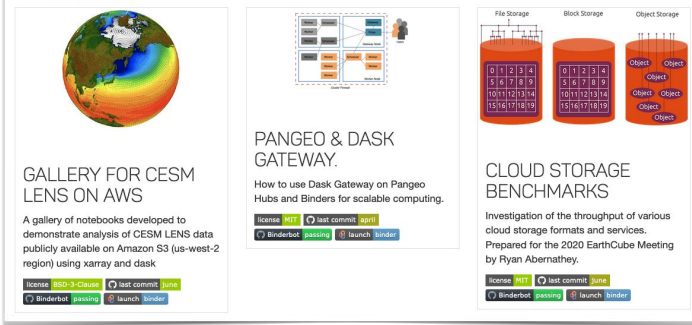 GALLERY FOR CESM
LENS ON AWS
A gallery of notebooks developed to
demonstrate analysis of CESM LENS data
publicly available on Amazon S3 (us-west-2
region) using xarray and dask
license BSD-3-Clause last commit june
Binderbot passing launch binder
PANGEO & DASK
GATEWAY.
How to use Dask Gateway on Pangeo
Hubs and Binders for scalable computing.
license MIT last commit april
Binderbot passing launch binder
File Storage Block Storage Object Storage
0 1 2 3 4 0 1 2 3 4 Object Object
5 6 7 8 9 5 6 7 8 9 Object
10 11 12 13 14 10 11 12 13 14 Object Object Object
15 16 17 18 19 15 16 17 18 19 Object Object
CLOUD STORAGE
BENCHMARKS
Investigation of the throughput of various
cloud storage formats and services.
Prepared for the 2020 EarthCube Meeting
by Ryan Abernathey.
license MIT last commit june
Binderbot passing launch binder